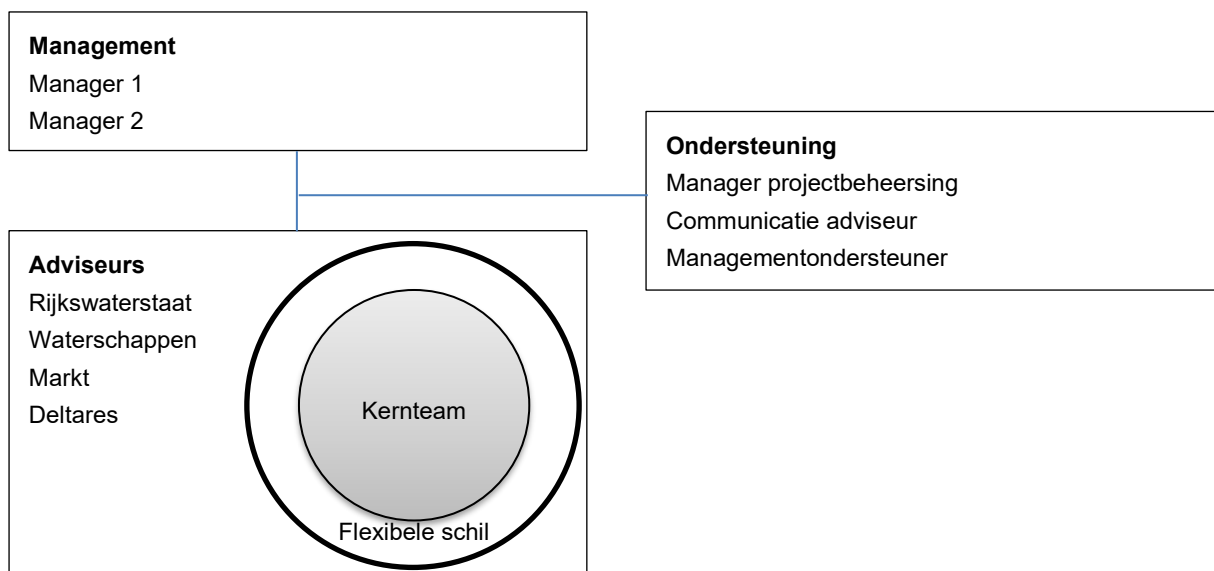 Management
Manager 1
Manager 2
Ondersteuning
Manager projectbeheersing
Communicatie adviseur
Managementondersteuner
Adviseurs
Rijkswaterstaat
Waterschappen
Markt
Deltares
Kernteam
Flexibele schil